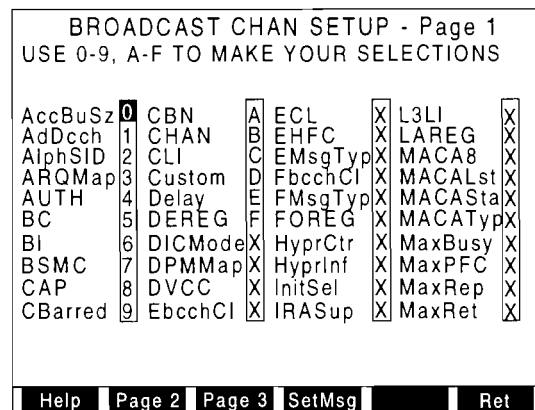 BROADCAST CHAN SETUP - Page 1
USE 0-9, A-F TO MAKE YOUR SELECTIONS
AccBuSz 0 CBN A ECL X L3LI X
AdDcch 1 CHAN B EHFC X LAREG X
AlphSID 2 CLI C EMsgTyp X MACA8 X
ARQMap 3 Custom D FbcchCl X MACALst X
AUTH 4 Delay E FMsgTyp X MACASta X
BC 5 DEREG F FOREG X MACATyp X
BI 6 DICMode X HyprCtr X MaxBusy X
BSMC 7 DPMMap X HyprInf X MaxPFC X
CAP 8 DVCC X InitSel X MaxRep X
CBarred 9 EbcchCl X IRASup X MaxRet X
Help Page 2 Page 3 SetMsg Ret